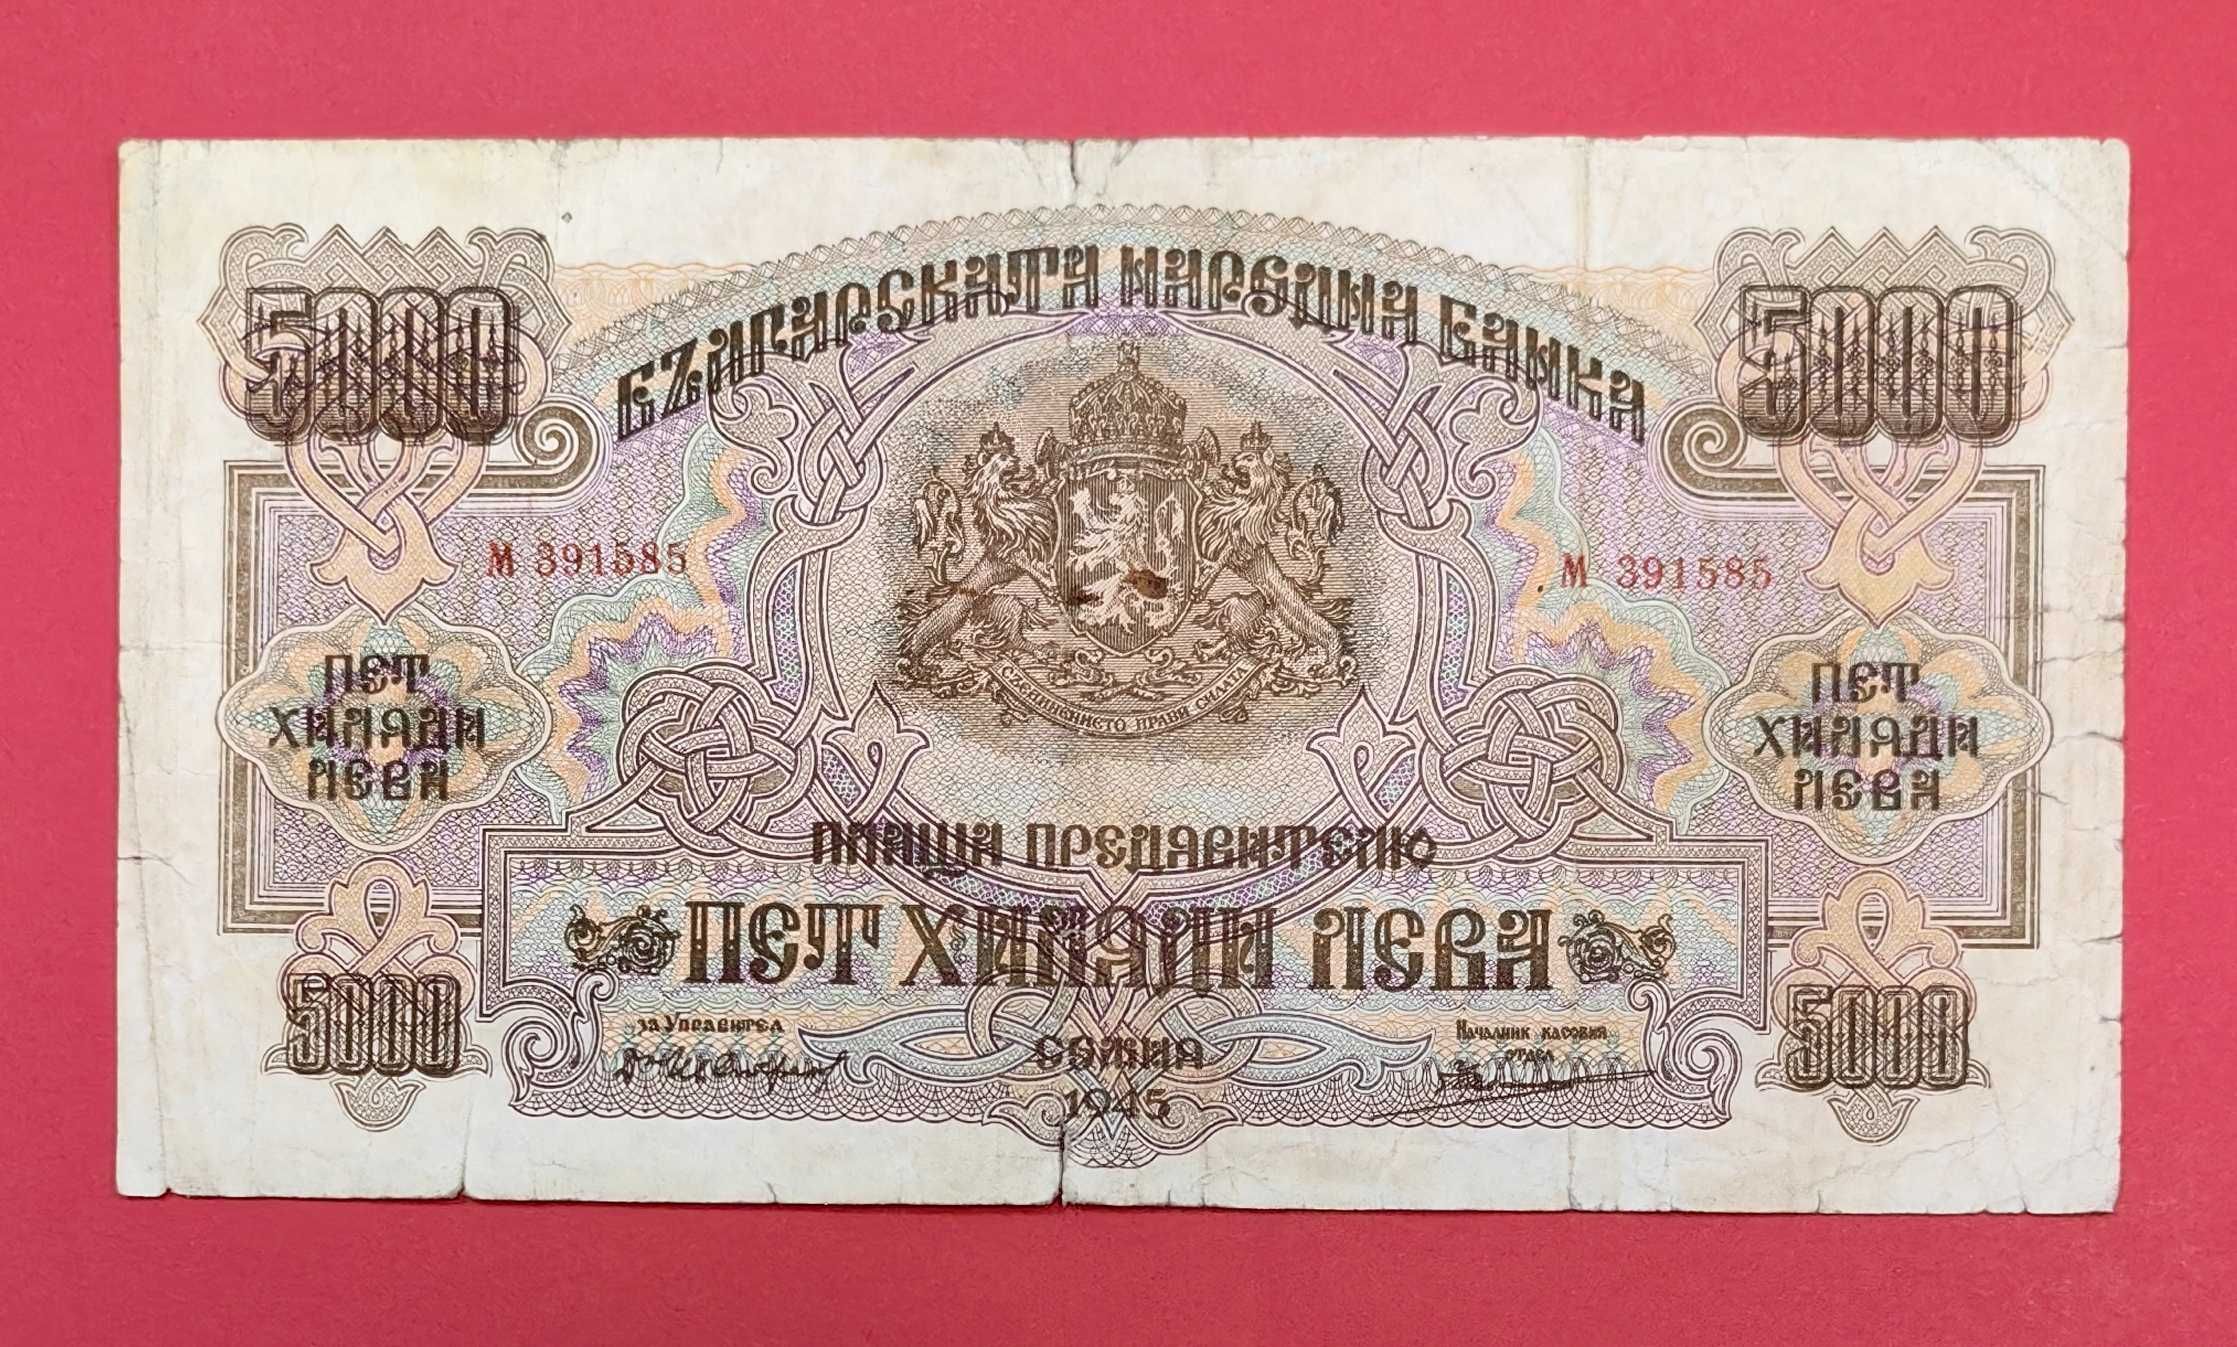 БЪЛГАРСКАТА НАРОДНА БАНКА
5000
5000
М 391585
М 391585
СЪЕДИНЕНИЕТО ПРАВИ СИЛАТА
ПЕТ
ХИЛЯДИ
ЛЕВА
ПЕТ
ХИЛЯДИ
ЛЕВА
ПЛАЩА ПРЕДЯВИТЕЛЮ
ПЕТ ХИЛЯДИ ЛЕВА
5000
за Управител
СОФИЯ
1945
Началник касовия
отдел
5000